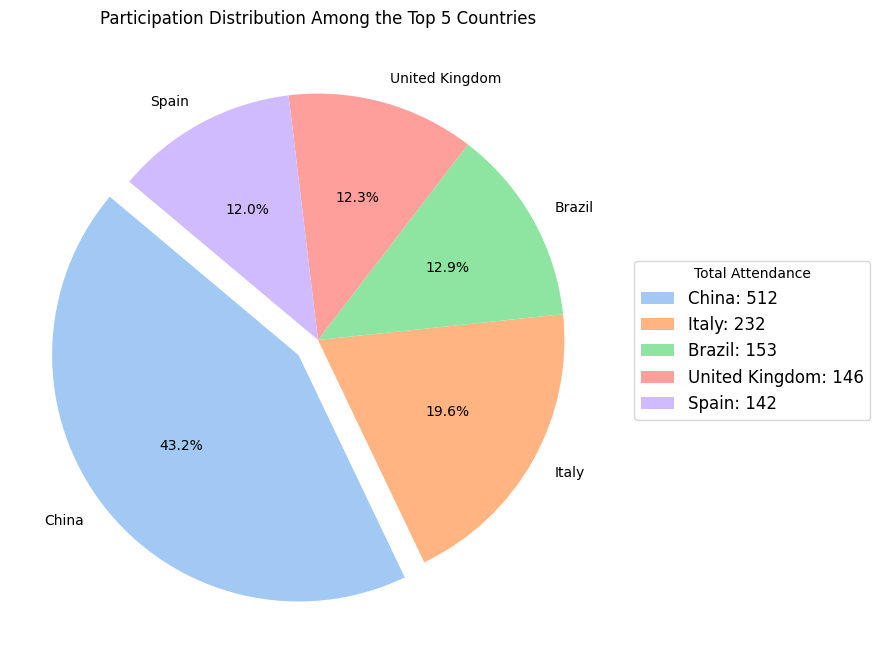 Participation Distribution Among the Top 5 Countries
United Kingdom
Spain
Brazil
Italy
China
12.0%
12.3%
12.9%
19.6%
43.2%
Total Attendance
China: 512
Italy: 232
Brazil: 153
United Kingdom: 146
Spain: 142